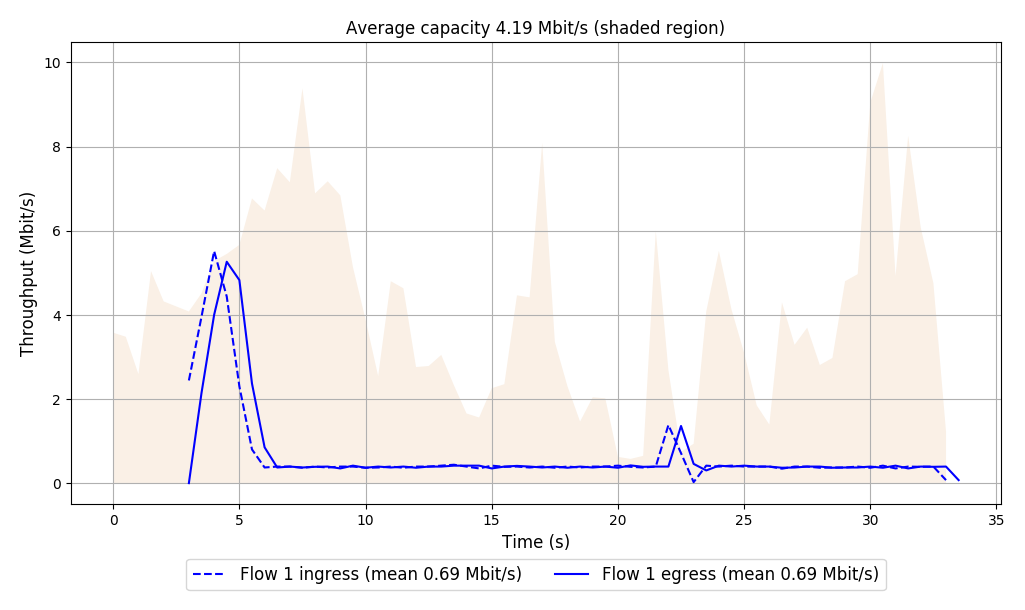 Average capacity 4.19 Mbit/s (shaded region)
Throughput (Mbit/s)
10
8
6
4
2
0
0 5 10 15 20 25 30 35
Time (s)
Flow 1 ingress (mean 0.69 Mbit/s) Flow 1 egress (mean 0.69 Mbit/s)